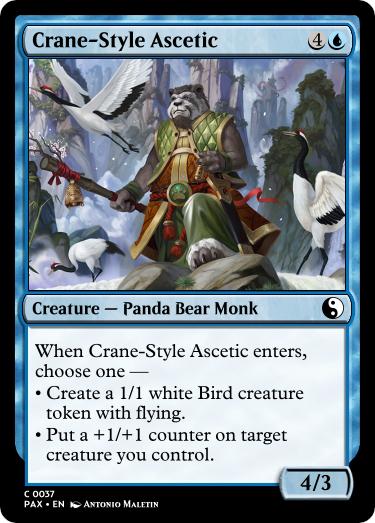 Crane-Style Ascetic 4
Creature — Panda Bear Monk
When Crane-Style Ascetic enters,
choose one —
• Create a 1/1 white Bird creature
token with flying.
• Put a +1/+1 counter on target
creature you control.
4/3
C 0037
PAX • EN Antonio Maletin